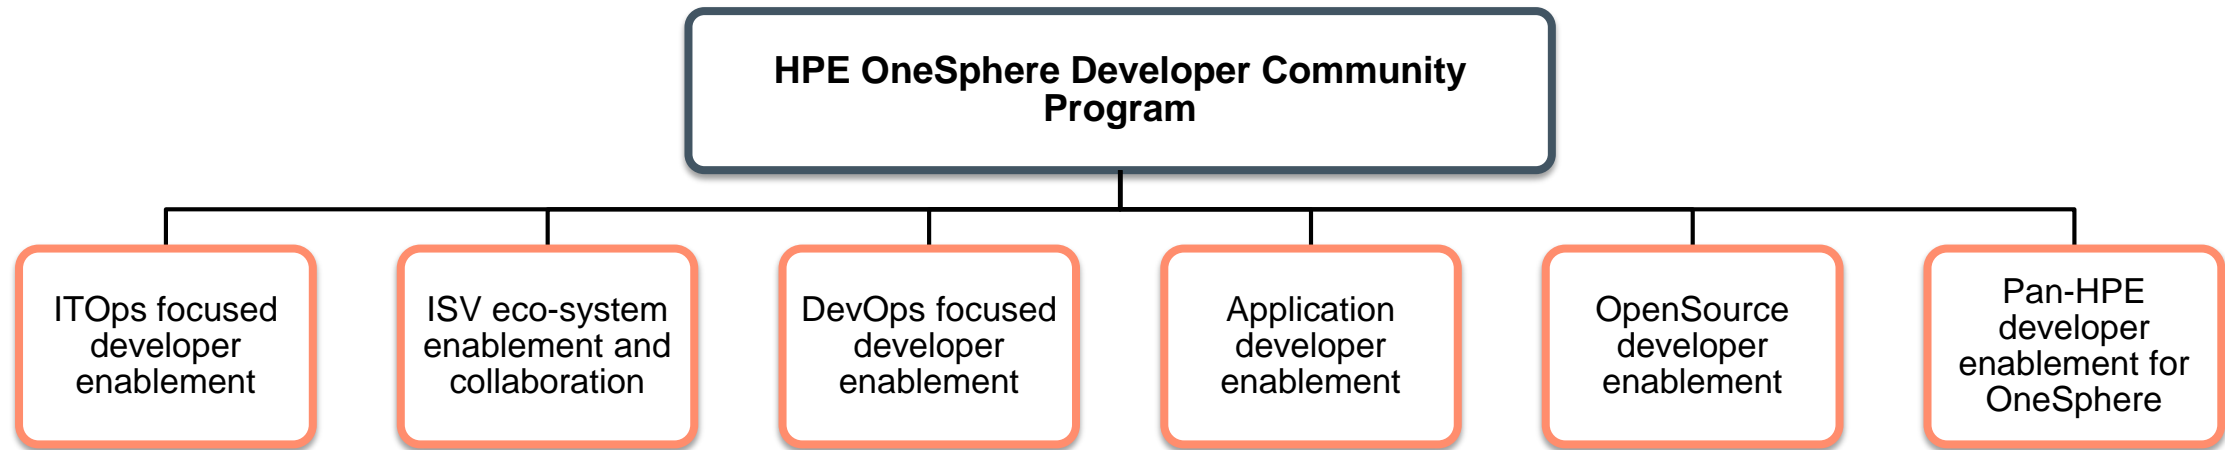 HPE OneSphere Developer Community
Program
ITOps focused
developer
enablement
ISV eco-system
enablement and
collaboration
DevOps focused
developer
enablement
Application
developer
enablement
OpenSource
developer
enablement
Pan-HPE
developer
enablement for
OneSphere